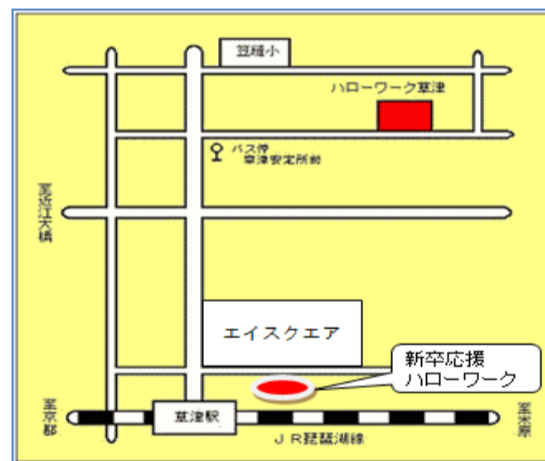 笠縫小
ハローワーク草津
バス停
草津安定所前
至近江大橋
エイスクエア
新卒応援
ハローワーク
至京都
草津駅
ＪＲ琵琶湖線
至米原